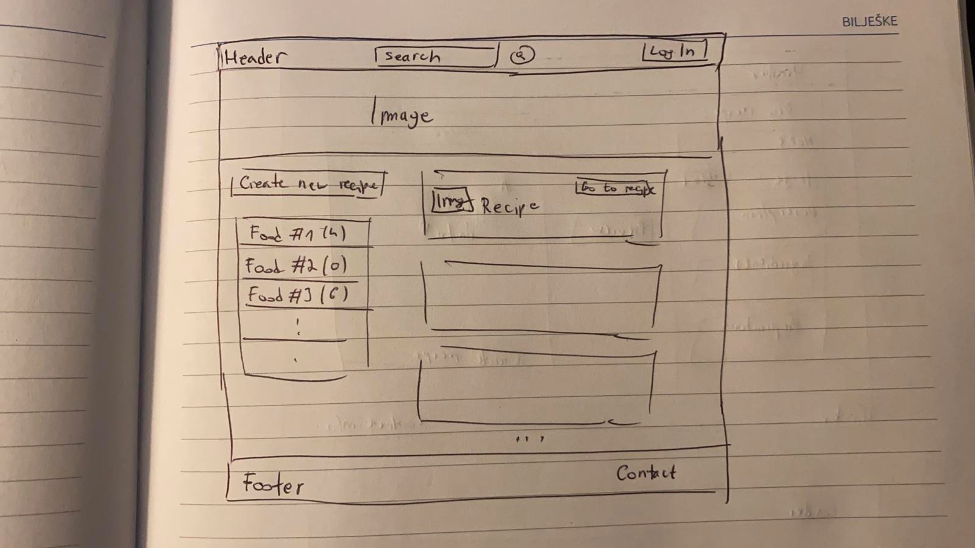 BILJEŠKE
Header
Search
Log In
Image
Create new recipe
Go to recipe
Img
Recipe
Food #1 (4)
Food #2 (0)
Food #3 (6)
...
Footer
Contact